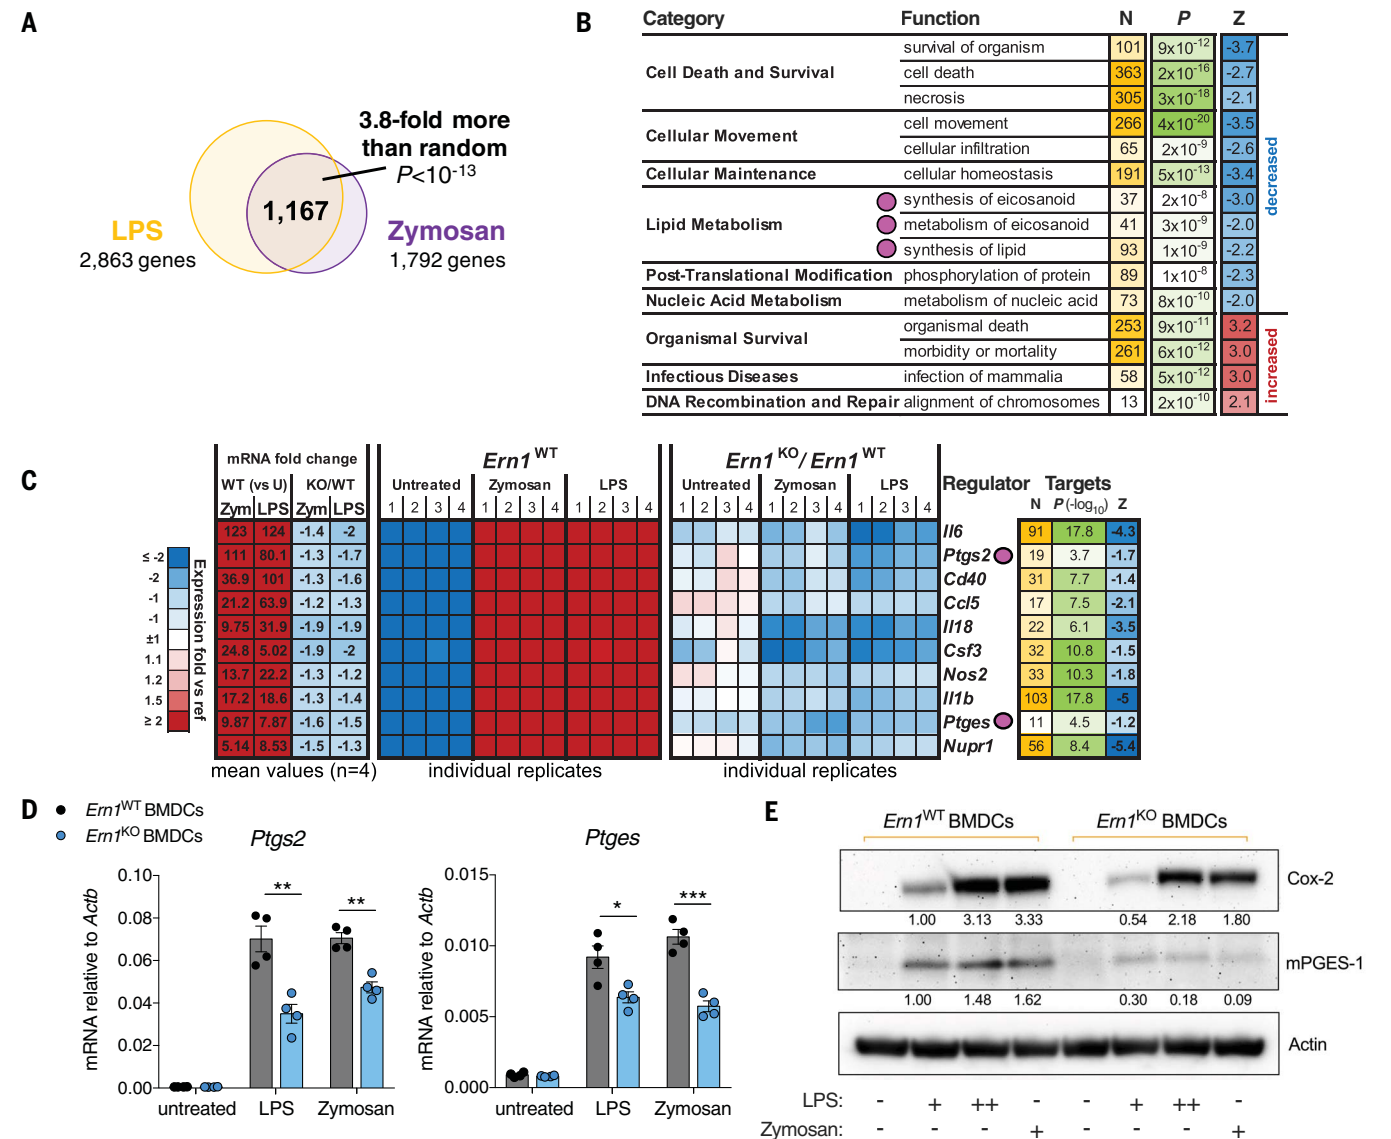 A
3.8-fold more
than random
P<10-13
1,167
LPS
2,863 genes
Zymosan
1,792 genes
B
Category Function N P Z
Cell Death and Survival
survival of organism 101 9x10-12 -3.7
cell death 363 2x10-16 -2.7
necrosis 305 3x10-18 -2.1
Cellular Movement
cell movement 266 4x10-20 -3.5
cellular infiltration 65 2x10-9 -2.6
Cellular Maintenance cellular homeostasis 191 5x10-13 -3.4
Lipid Metabolism
synthesis of eicosanoid 37 2x10-8 -3.0
metabolism of eicosanoid 41 3x10-9 -2.0
synthesis of lipid 93 1x10-9 -2.2
Post-Translational Modification phosphorylation of protein 89 1x10-8 -2.3
Nucleic Acid Metabolism metabolism of nucleic acid 73 8x10-10 -2.0
decreased
Organismal Survival
organismal death 253 9x10-11 3.2
morbidity or mortality 261 6x10-12 3.0
Infectious Diseases infection of mammalia 58 5x10-12 3.0
DNA Recombination and Repair alignment of chromosomes 13 2x10-10 2.1
increased
C
mRNA fold change Ern1WT Ern1KO/Ern1WT
WT (vs U) KO/WT Untreated Zymosan LPS Untreated Zymosan LPS Regulator Targets
Zym LPS Zym LPS 1 2 3 4 1 2 3 4 1 2 3 4 1 2 3 4 1 2 3 4 1 2 3 4 N P(-log10) Z
123 124 -1.4 -2 Il6 91 17.8 -4.3
111 80.1 -1.3 -1.7 Ptgs2 19 3.7 -1.7
36.9 101 -1.3 -1.6 Cd40 31 7.7 -1.4
21.2 63.9 -1.2 -1.3 Ccl5 17 7.5 -2.1
9.75 31.9 -1.9 -1.9 Il18 22 6.1 -3.5
24.8 5.02 -1.9 -2 Csf3 32 10.8 -1.5
13.7 22.2 -1.3 -1.2 Nos2 33 10.3 -1.8
17.2 18.6 -1.3 -1.4 Il1b 103 17.8 -5
9.87 7.87 -1.6 -1.5 Ptges 11 4.5 -1.2
5.14 8.53 -1.5 -1.3 Nupr1 56 8.4 -5.4
mean values (n=4) individual replicates individual replicates
≤ -2
-2
-1
-1
±1
1.1
1.2
1.5
≥ 2
Expression fold vs ref
D
Ern1WT BMDCs
Ern1KO BMDCs
Ptgs2
mRNA relative to Actb
0.10
0.08
0.06
0.04
0.02
0.00
** **
untreated LPS Zymosan
Ptges
mRNA relative to Actb
0.015
0.010
0.005
0.000
* ***
untreated LPS Zymosan
E
Ern1WT BMDCs Ern1KO BMDCs
Cox-2
1.00 3.13 3.33 0.54 2.18 1.80
mPGES-1
1.00 1.48 1.62 0.30 0.18 0.09
Actin
LPS: - + ++ - - + ++ -
Zymosan: - - - + - - - +